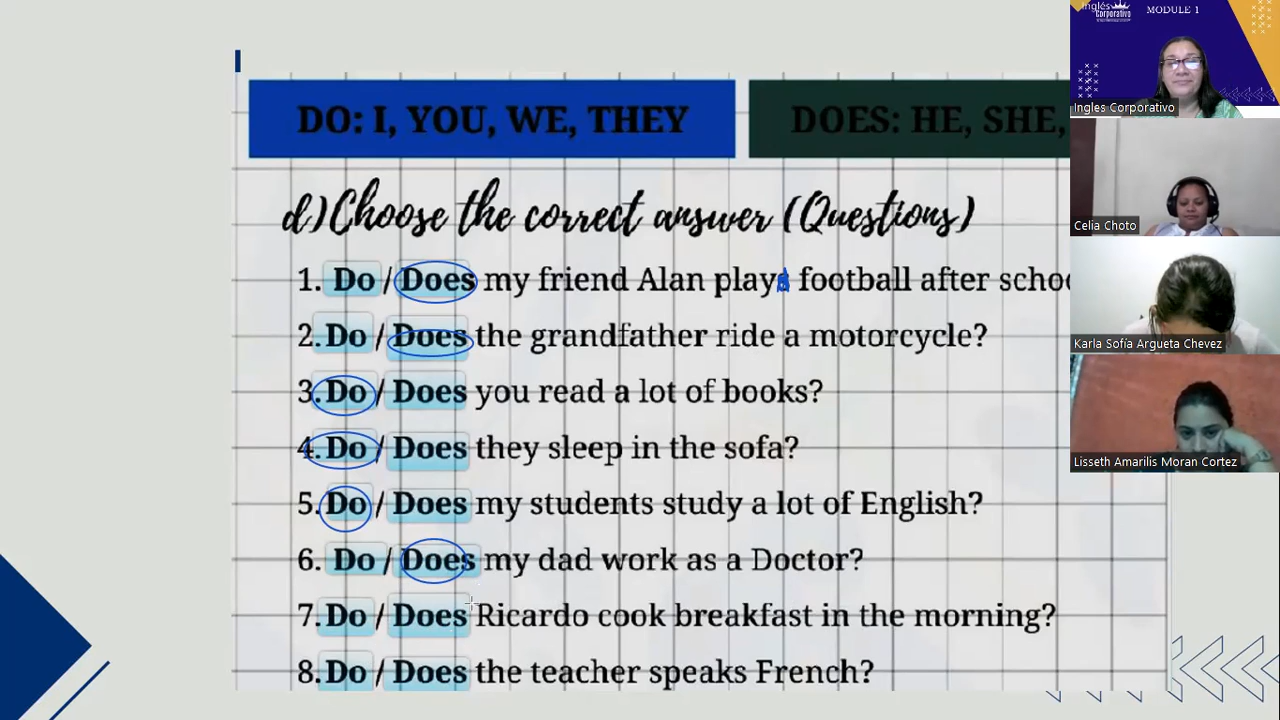 DO: I, YOU, WE, THEY
DOES: HE, SHE,
d) Choose the correct answer (Questions)
1. Do / Does my friend Alan plays football after schoo
2. Do / Does the grandfather ride a motorcycle?
3. Do / Does you read a lot of books?
4. Do / Does they sleep in the sofa?
5. Do / Does my students study a lot of English?
6. Do / Does my dad work as a Doctor?
7. Do / Does Ricardo cook breakfast in the morning?
8. Do / Does the teacher speaks French?
Inglés
corporativo
MODULE 1
Ingles Corporativo
Celia Choto
Karla Sofía Argueta Chevez
Lisseth Amarilis Moran Cortez